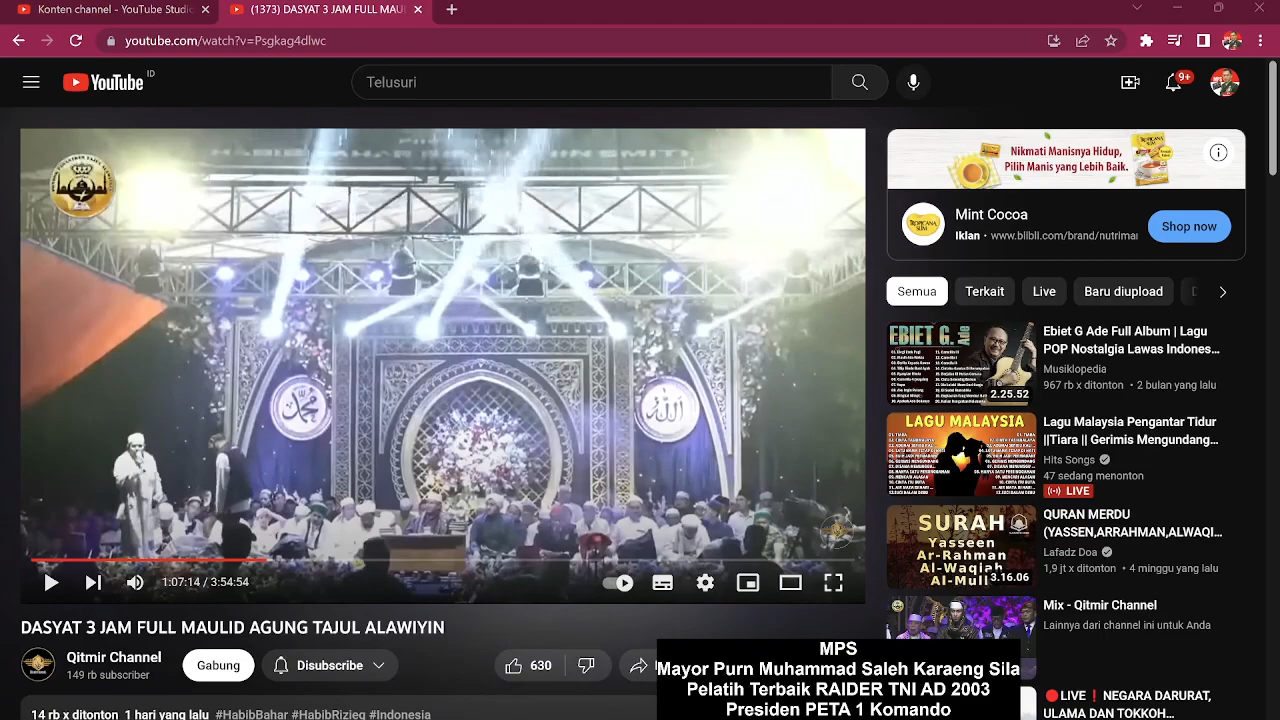 Konten channel - YouTube Studio
(1373) DASYAT 3 JAM FULL MAUL
youtube.com/watch?v=Psgkag4dlwc
YouTube ID
Telusuri
9+
Nikmati Manisnya Hidup,
Pilih Manis yang Lebih Baik.
TROPICANA SLIM
Mint Cocoa
Iklan • www.blibli.com/brand/nutrimar
Shop now
Semua
Terkait
Live
Baru diupload
EBIET G. Ade
2.25.52
Ebiet G Ade Full Album | Lagu
POP Nostalgia Lawas Indones...
Musiklopedia
967 rb x ditonton • 2 bulan yang lalu
LAGU MALAYSIA
Lagu Malaysia Pengantar Tidur
||Tiara || Gerimis Mengundang...
Hits Songs
47 sedang menonton
LIVE
SURAH
Yasseen
Ar-Rahman
Al-Waqiah
Al-Mull
3.16.06
QURAN MERDU
(YASSEN,ARRAHMAN,ALWAQI...
Lafadz Doa
1,9 jt x ditonton • 4 minggu yang lalu
Mix - Qitmir Channel
Lainnya dari channel ini untuk Anda
LIVE❗NEGARA DARURAT,
ULAMA DAN TOKKOH...
محمد
الله
1:07:14 / 3:54:54
DASYAT 3 JAM FULL MAULID AGUNG TAJUL ALAWIYIN
Qitmir Channel
149 rb subscriber
Gabung
Disubscribe
630
14 rb x ditonton 1 hari yang lalu #HabibBahar #HabibRizieq #Indonesia
MPS
Mayor Purn Muhammad Saleh Karaeng Sila
Pelatih Terbaik RAIDER TNI AD 2003
Presiden PETA 1 Komando